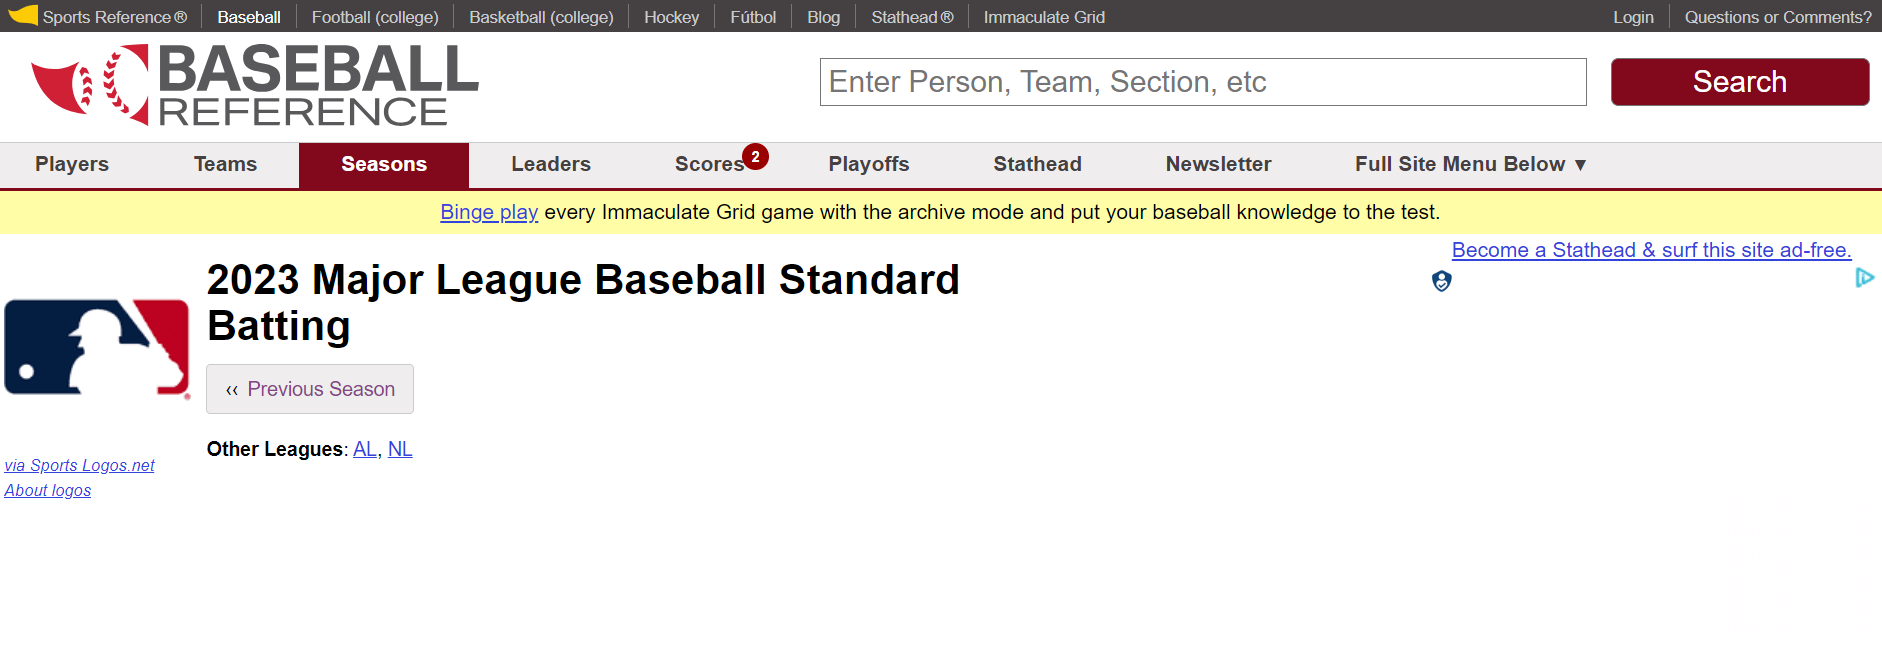 Sports Reference ® Baseball Football (college) Basketball (college) Hockey Fútbol Blog Stathead ® Immaculate Grid Login Questions or Comments?
BASEBALL
REFERENCE
Enter Person, Team, Section, etc Search
Players Teams Seasons Leaders Scores 2 Playoffs Stathead Newsletter Full Site Menu Below ▼
Binge play every Immaculate Grid game with the archive mode and put your baseball knowledge to the test.
Become a Stathead & surf this site ad-free.
2023 Major League Baseball Standard
Batting
‹‹ Previous Season
Other Leagues: AL, NL
via Sports Logos.net
About logos